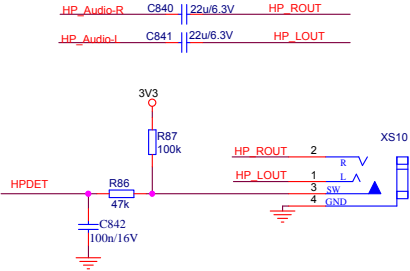 HP_Audio-R C840 22u/6.3V HP_ROUT
HP_Audio-L C841 22u/6.3V HP_LOUT
3V3
R87
100k
XS10
HP_ROUT 2 R
HP_LOUT 1 L
3 SW
4 GND
HPDET R86
47k
C842
100n/16V